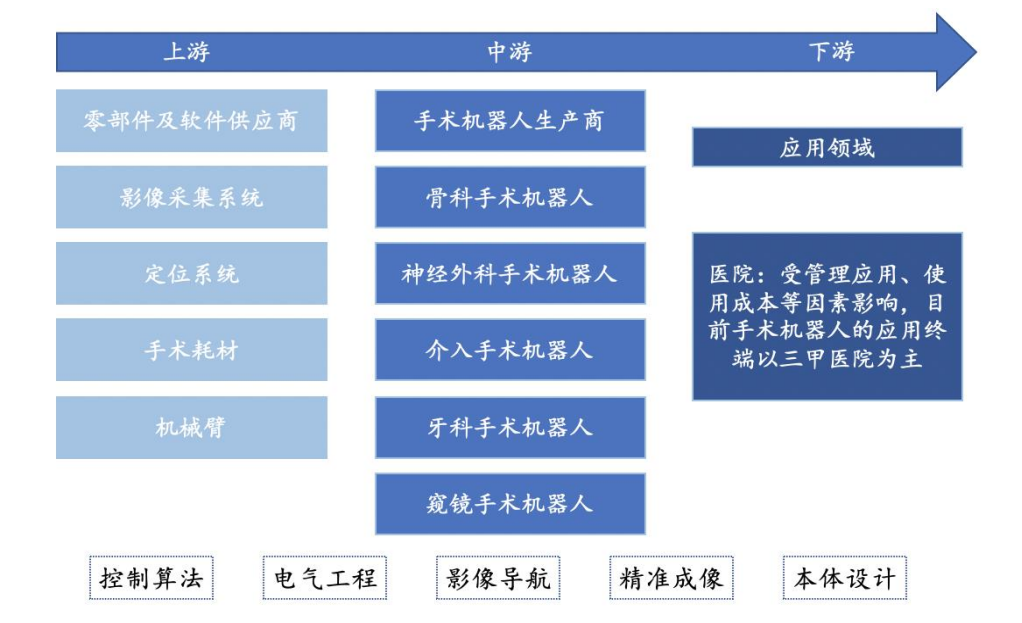 上游
中游
下游
零部件及软件供应商
手术机器人生产商
应用领域
影像采集系统
骨科手术机器人
定位系统
神经外科手术机器人
医院：受管理应用、使
用成本等因素影响，目
前手术机器人的应用终
端以三甲医院为主
手术耗材
介入手术机器人
机械臂
牙科手术机器人
窥镜手术机器人
控制算法
电气工程
影像导航
精准成像
本体设计